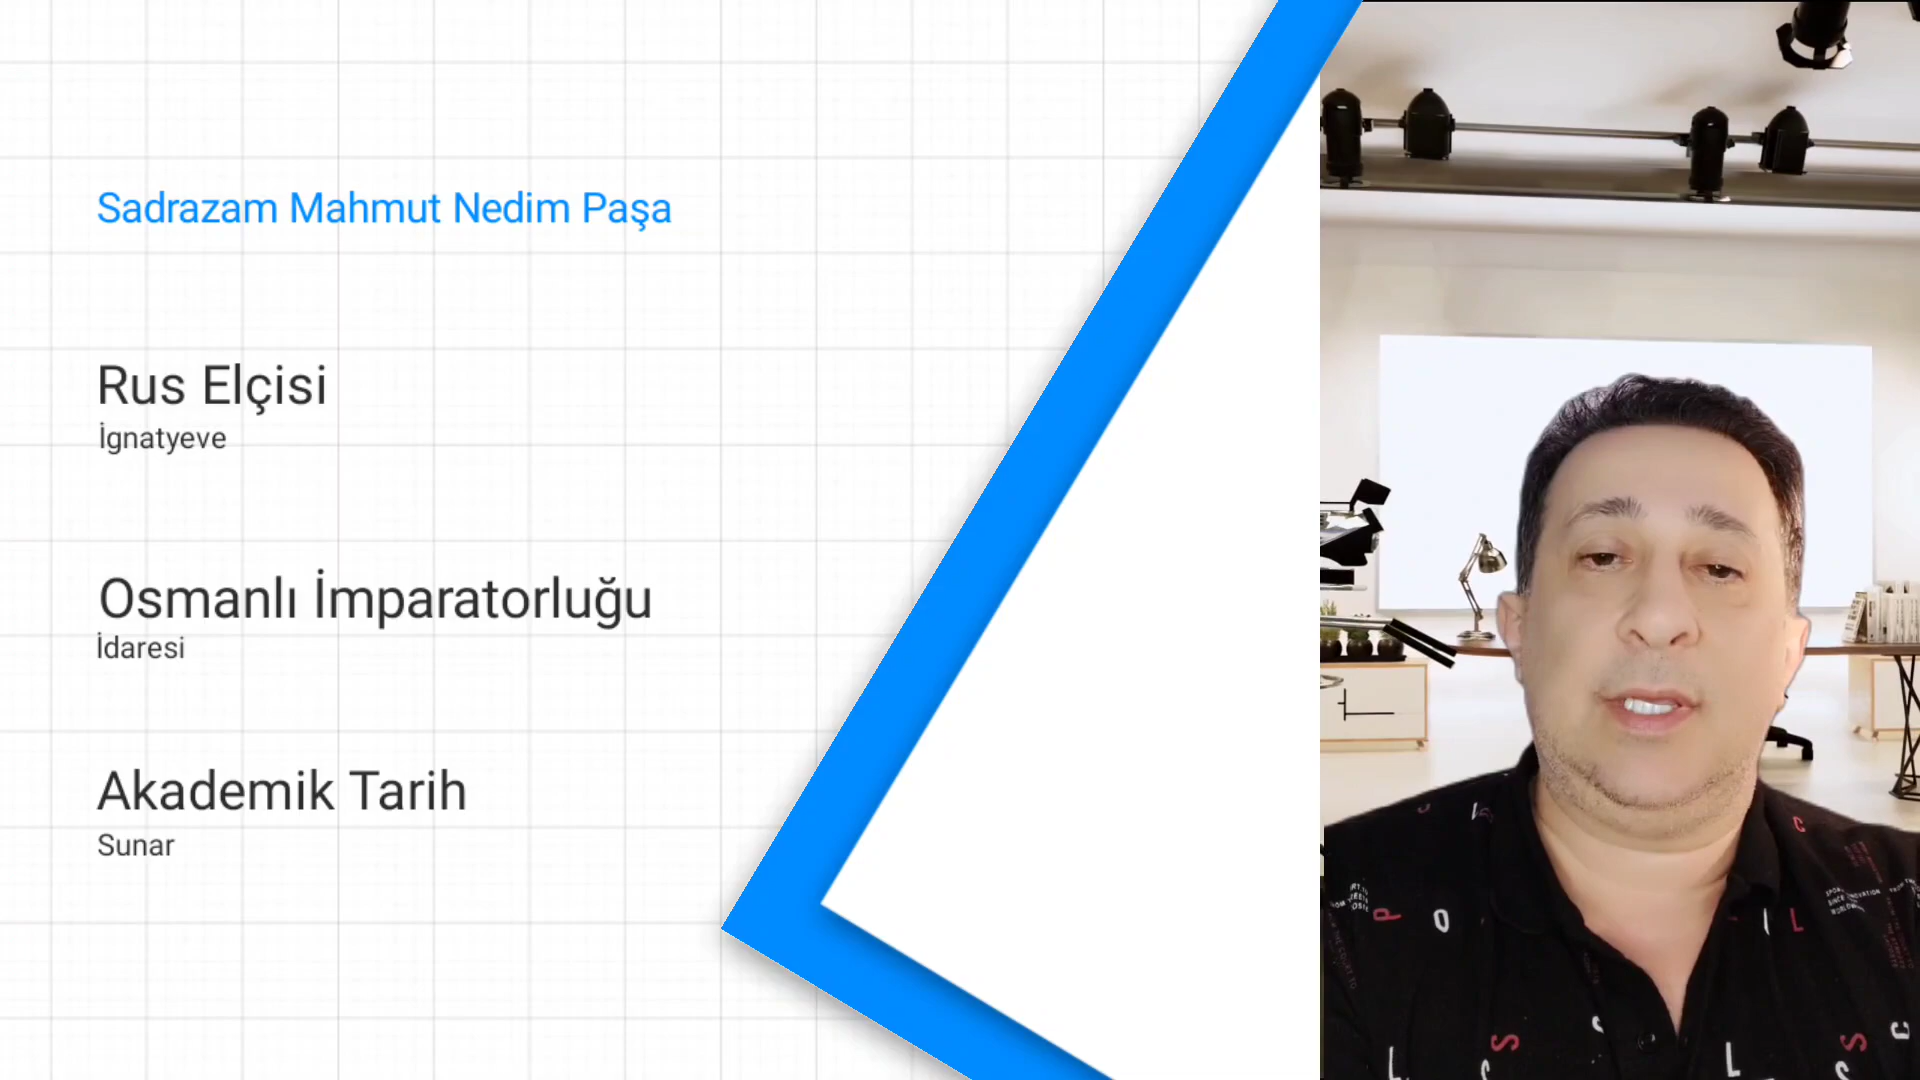 Sadrazam Mahmut Nedim Paşa
Rus Elçisi
İgnatyeve
Osmanlı İmparatorluğu
İdaresi
Akademik Tarih
Sunar